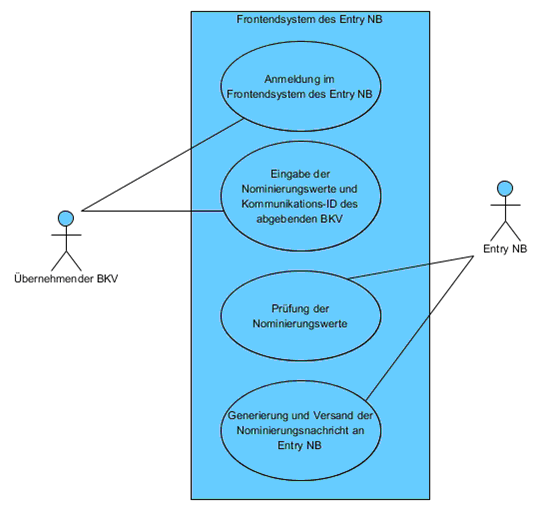 Frontendsystem des Entry NB
Anmeldung im
Frontendsystem des Entry NB
Eingabe der
Nominierungswerte und
Kommunikations-ID des
abgebenden BKV
Übernehmender BKV
Entry NB
Prüfung der
Nominierungswerte
Generierung und Versand der
Nominierungsnachricht an
Entry NB